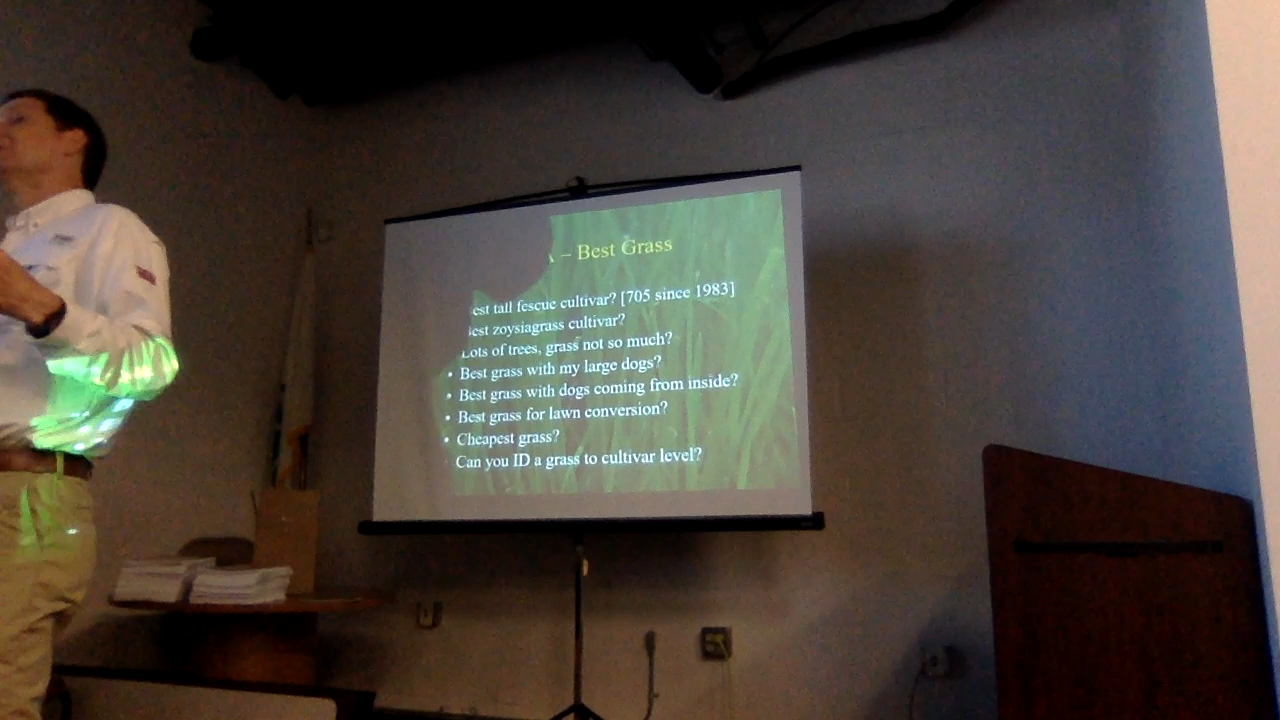 – Best Grass
est tall fescue cultivar? [705 since 1983]
est zoysiagrass cultivar?
Lots of trees, grass not so much?
• Best grass with my large dogs?
• Best grass with dogs coming from inside?
• Best grass for lawn conversion?
• Cheapest grass?
Can you ID a grass to cultivar level?